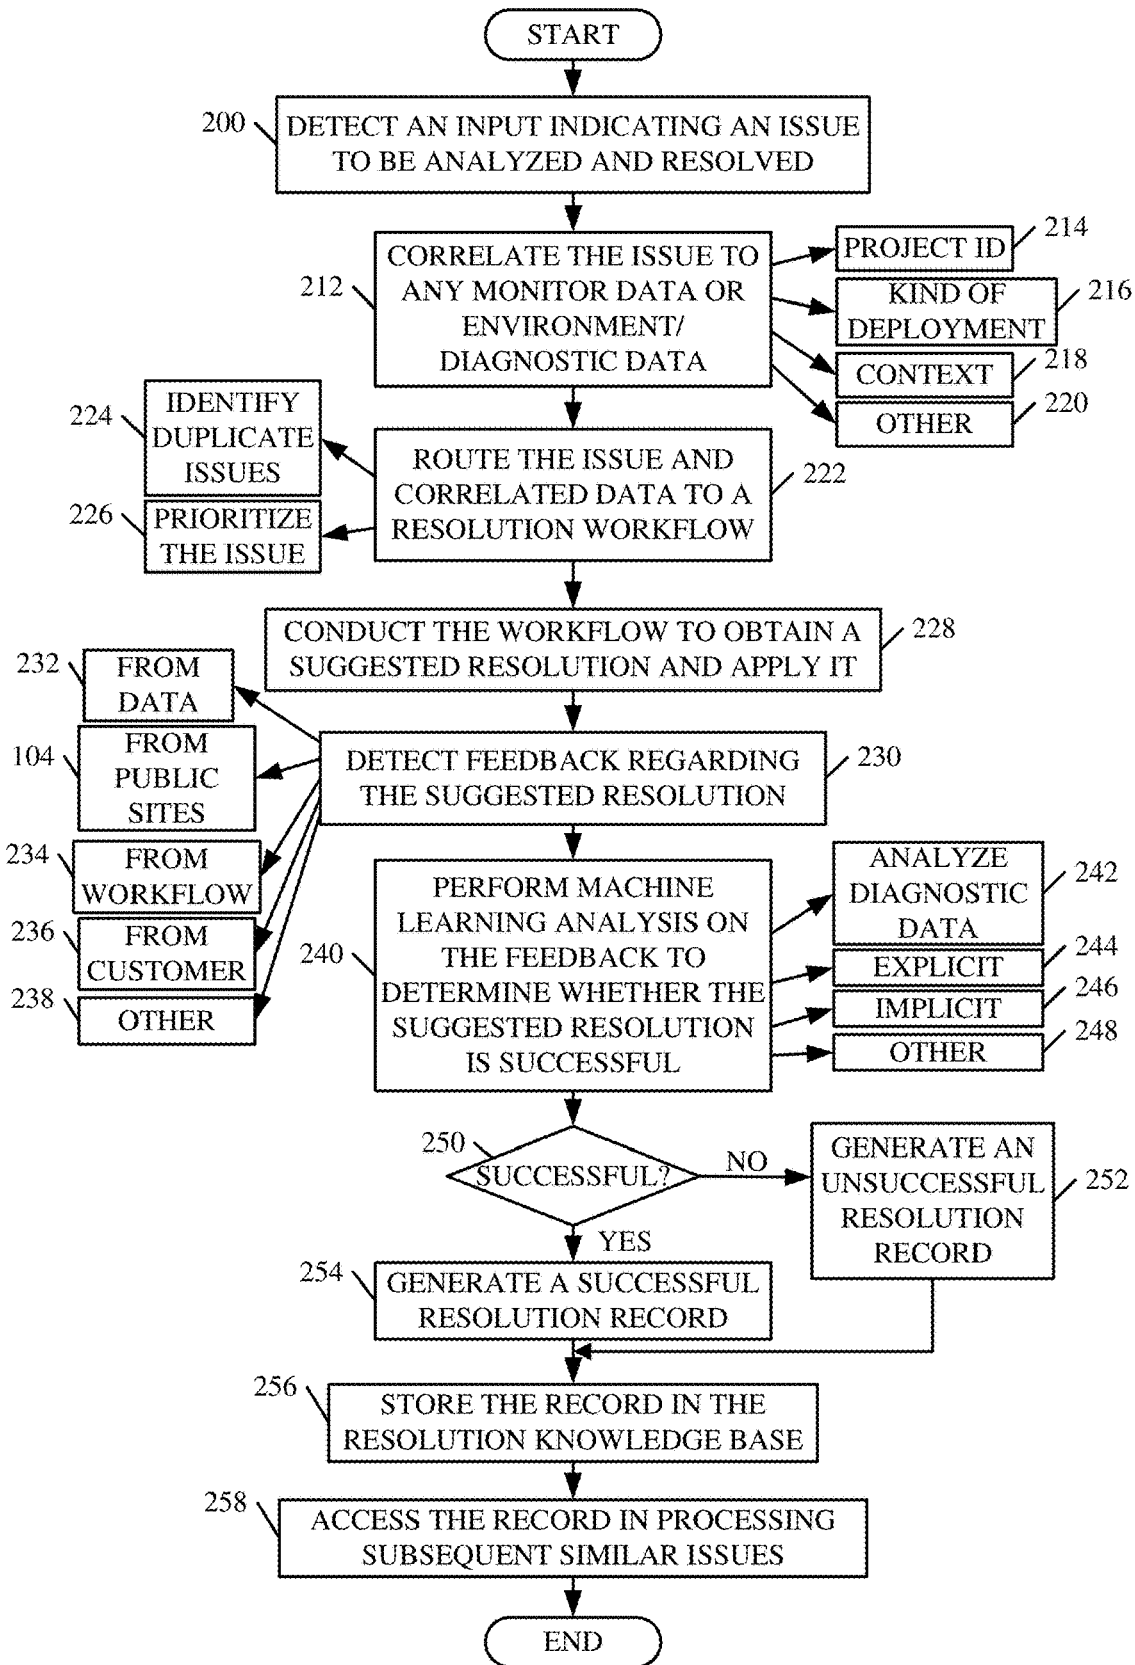 START
200
DETECT AN INPUT INDICATING AN ISSUE
TO BE ANALYZED AND RESOLVED
212
CORRELATE THE ISSUE TO
ANY MONITOR DATA OR
ENVIRONMENT/
DIAGNOSTIC DATA
PROJECT ID
214
KIND OF
DEPLOYMENT
216
CONTEXT
218
OTHER
220
224
IDENTIFY
DUPLICATE
ISSUES
226
PRIORITIZE
THE ISSUE
ROUTE THE ISSUE AND
CORRELATED DATA TO A
RESOLUTION WORKFLOW
222
CONDUCT THE WORKFLOW TO OBTAIN A
SUGGESTED RESOLUTION AND APPLY IT
228
232
FROM
DATA
104
FROM
PUBLIC
SITES
234
FROM
WORKFLOW
236
FROM
CUSTOMER
238
OTHER
DETECT FEEDBACK REGARDING
THE SUGGESTED RESOLUTION
230
240
PERFORM MACHINE
LEARNING ANALYSIS ON
THE FEEDBACK TO
DETERMINE WHETHER THE
SUGGESTED RESOLUTION
IS SUCCESSFUL
ANALYZE
DIAGNOSTIC
DATA
242
EXPLICIT
244
IMPLICIT
246
OTHER
248
250
SUCCESSFUL?
NO
GENERATE AN
UNSUCCESSFUL
RESOLUTION
RECORD
252
YES
254
GENERATE A SUCCESSFUL
RESOLUTION RECORD
256
STORE THE RECORD IN THE
RESOLUTION KNOWLEDGE BASE
258
ACCESS THE RECORD IN PROCESSING
SUBSEQUENT SIMILAR ISSUES
END